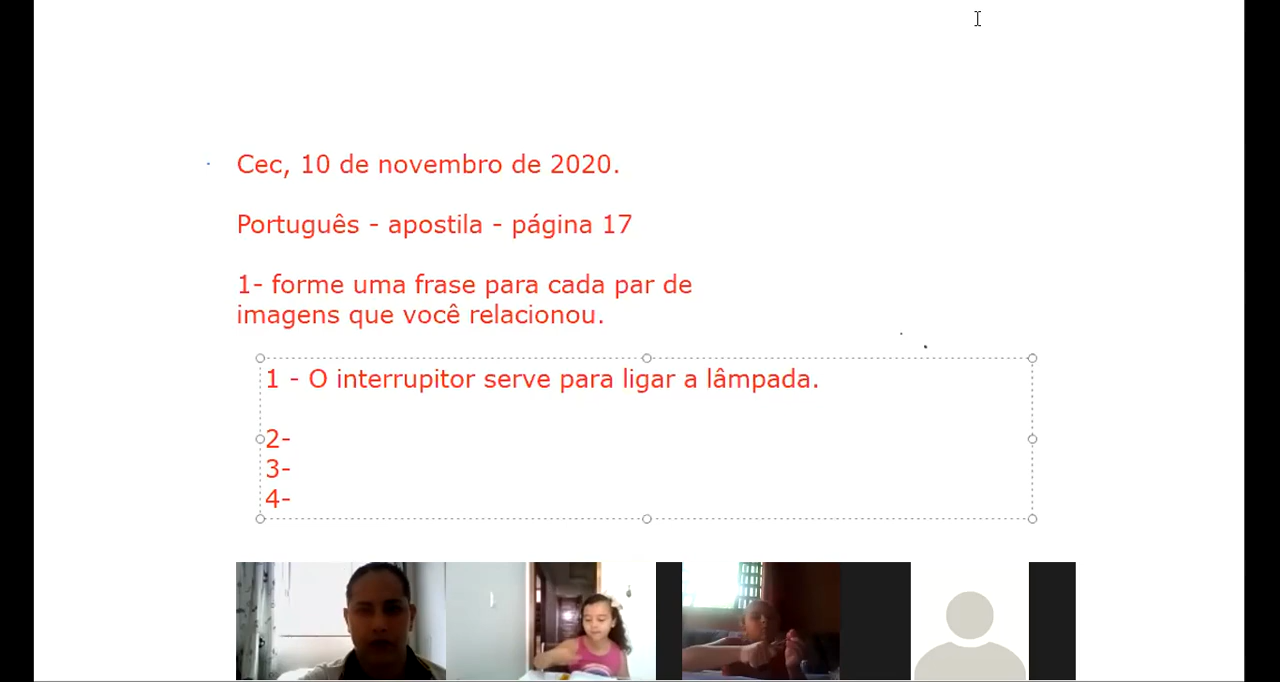 Cec, 10 de novembro de 2020.
Português - apostila - página 17
1- forme uma frase para cada par de
imagens que você relacionou.
1 - O interrupitor serve para ligar a lâmpada.
2-
3-
4-